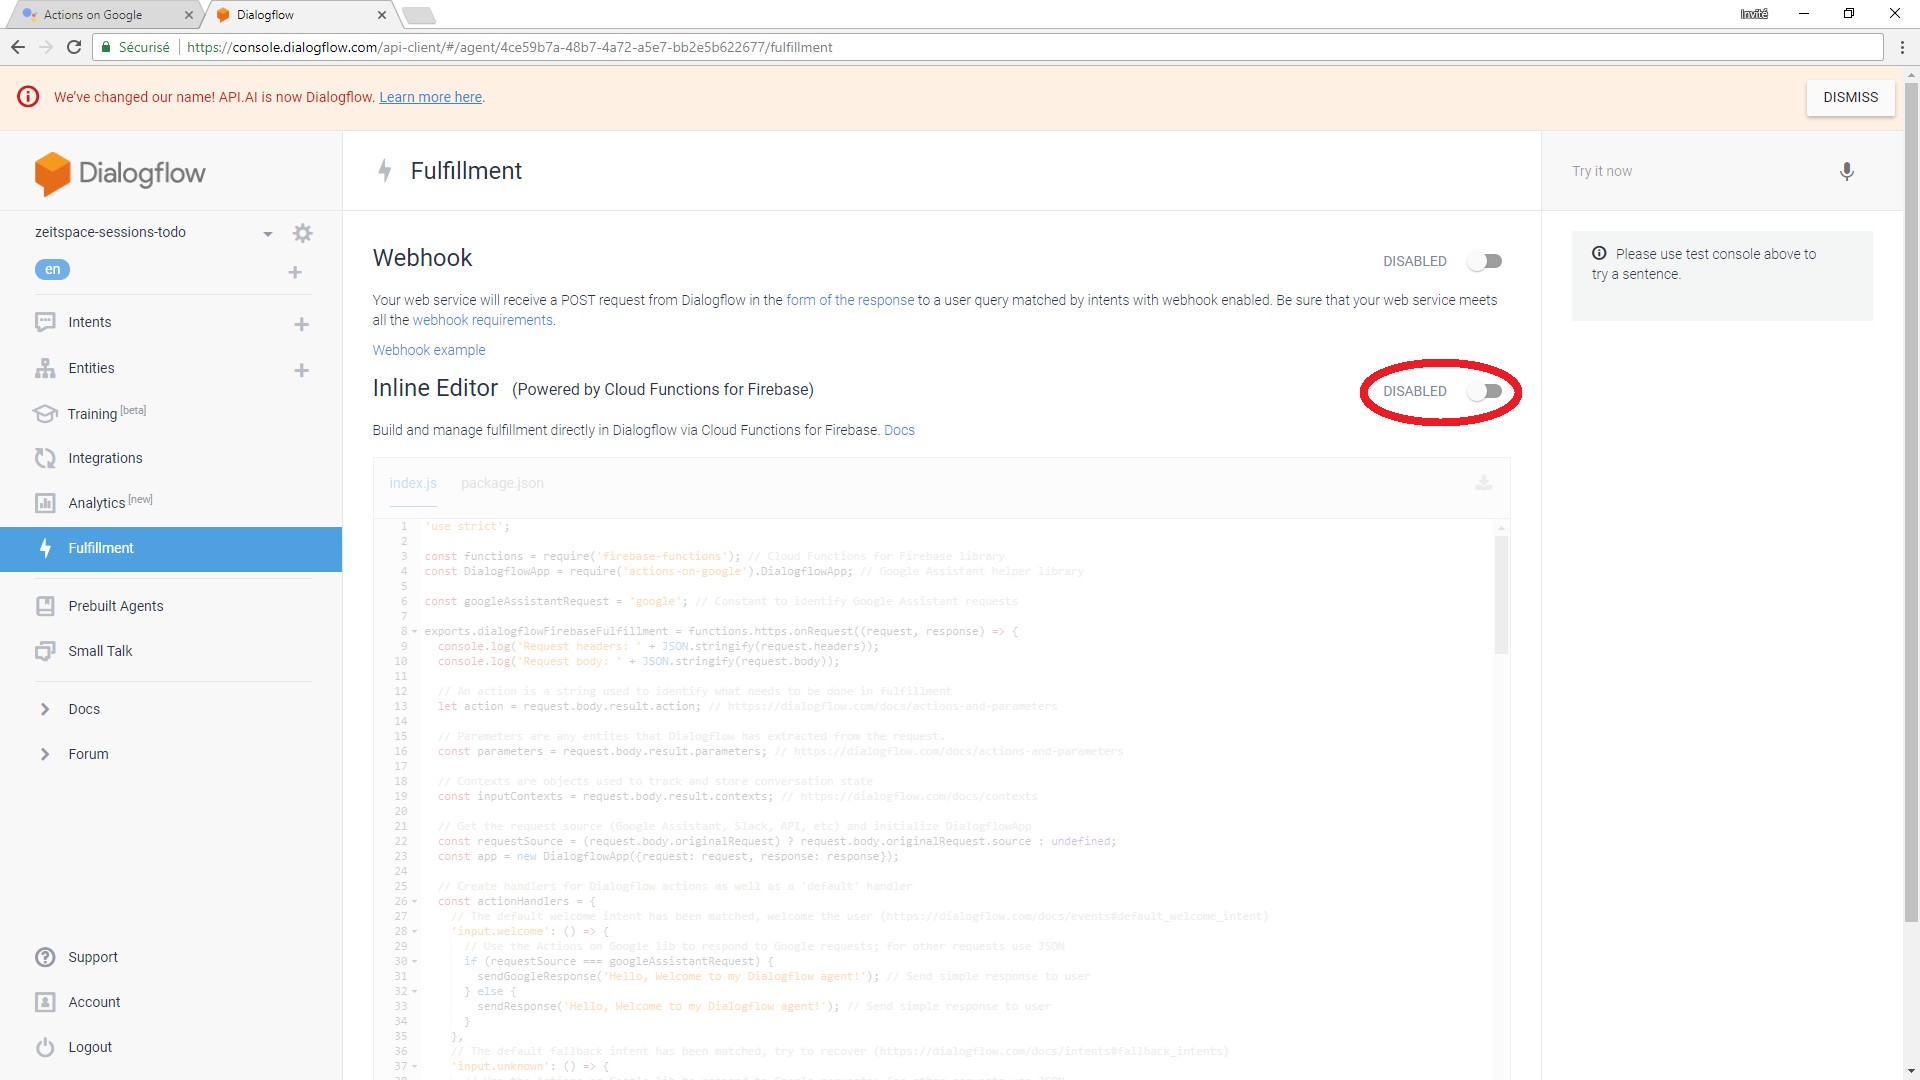 Actions on Google
Dialogflow
Invité
Sécurisé
https://console.dialogflow.com/api-client/#/agent/4ce59b7a-48b7-4a72-a5e7-bb2e5b622677/fulfillment
We've changed our name! API.AI is now Dialogflow. Learn more here.
DISMISS
Dialogflow
zeitspace-sessions-todo
en
Intents
Entities
Training [beta]
Integrations
Analytics [new]
Fulfillment
Prebuilt Agents
Small Talk
Docs
Forum
Support
Account
Logout
Fulfillment
Webhook
DISABLED
Your web service will receive a POST request from Dialogflow in the form of the response to a user query matched by intents with webhook enabled. Be sure that your web service meets
all the webhook requirements.
Webhook example
Inline Editor (Powered by Cloud Functions for Firebase)
DISABLED
Build and manage fulfillment directly in Dialogflow via Cloud Functions for Firebase. Docs
index.js
package.json
1 'use strict';
2
3 const functions = require('firebase-functions'); // Cloud Functions for Firebase library
4 const DialogflowApp = require('actions-on-google').DialogflowApp; // Google Assistant helper library
5
6 const googleAssistantRequest = 'google'; // Constant to identify Google Assistant requests
7
8 exports.dialogflowFirebaseFulfillment = functions.https.onRequest((request, response) => {
9 console.log('Request headers: ' + JSON.stringify(request.headers));
10 console.log('Request body: ' + JSON.stringify(request.body));
11
12 // An action is a string used to identify what needs to be done in fulfillment
13 let action = request.body.result.action; // https://dialogflow.com/docs/actions-and-parameters
14
15 // Parameters are any entites that Dialogflow has extracted from the request.
16 const parameters = request.body.result.parameters; // https://dialogflow.com/docs/actions-and-parameters
17
18 // Contexts are objects used to track and store conversation state
19 const inputContexts = request.body.result.contexts; // https://dialogflow.com/docs/contexts
20
21 // Get the request source (Google Assistant, Slack, API, etc) and initialize DialogflowApp
22 const requestSource = (request.body.originalRequest) ? request.body.originalRequest.source : undefined;
23 const app = new DialogflowApp({request: request, response: response});
24
25 // Create handlers for Dialogflow actions as well as a 'default' handler
26 const actionHandlers = {
27 // The default welcome intent has been matched, welcome the user (https://dialogflow.com/docs/events#default_welcome_intent)
28 'input.welcome': () => {
29 // Use the Actions on Google lib to respond to Google requests; for other requests use JSON
30 if (requestSource === googleAssistantRequest) {
31 sendGoogleResponse('Hello, Welcome to my Dialogflow agent!'); // Send simple response to user
32 } else {
33 sendResponse('Hello, Welcome to my Dialogflow agent!'); // Send simple response to user
34 }
35 },
36 // The default fallback intent has been matched, try to recover (https://dialogflow.com/docs/intents#fallback_intents)
37 'input.unknown': () => {
Try it now
Please use test console above to
try a sentence.